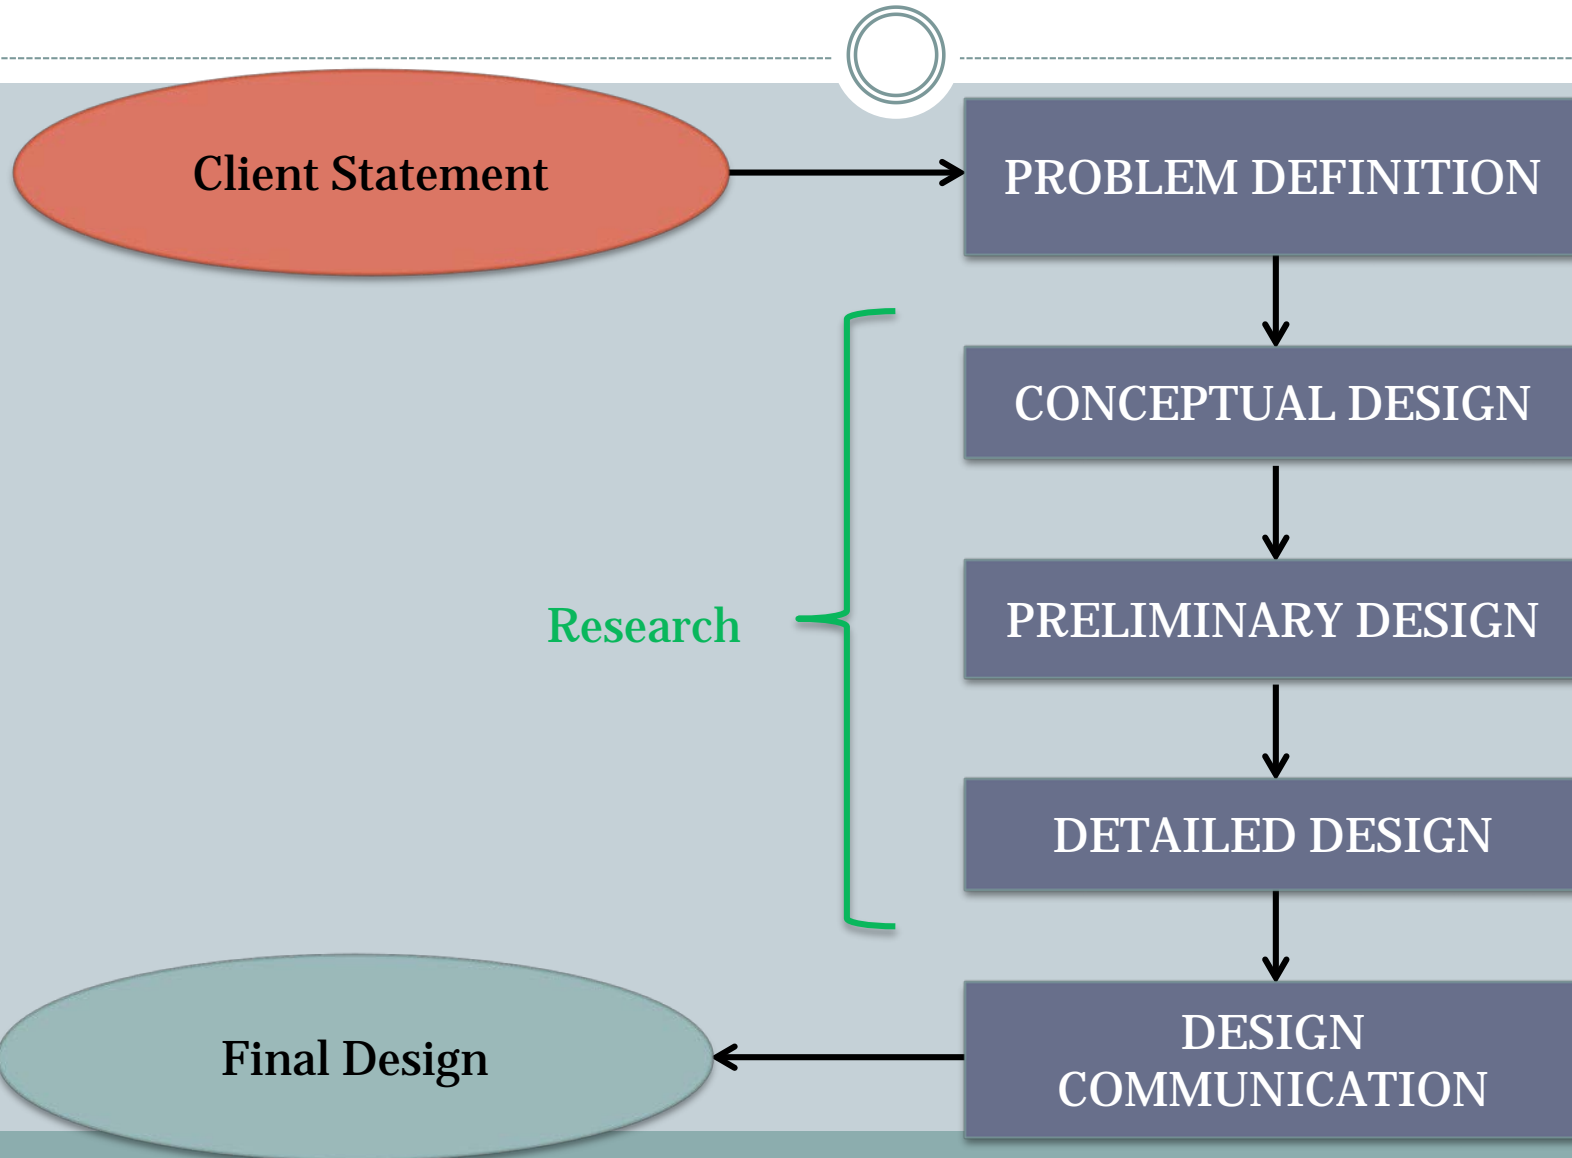 Client Statement
PROBLEM DEFINITION
CONCEPTUAL DESIGN
Research
PRELIMINARY DESIGN
DETAILED DESIGN
DESIGN
COMMUNICATION
Final Design